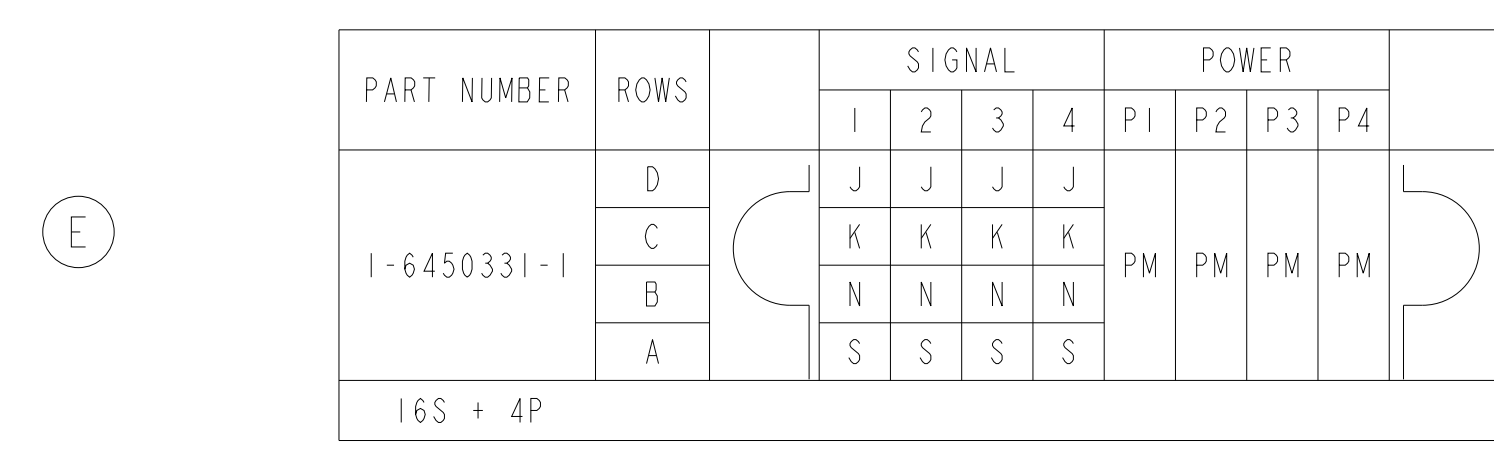 PART NUMBER ROWS SIGNAL POWER
1 2 3 4 P1 P2 P3 P4
D J J J J
E
C K K K K
1-6450331-1 PM PM PM PM
B N N N N
A S S S S
16S + 4P